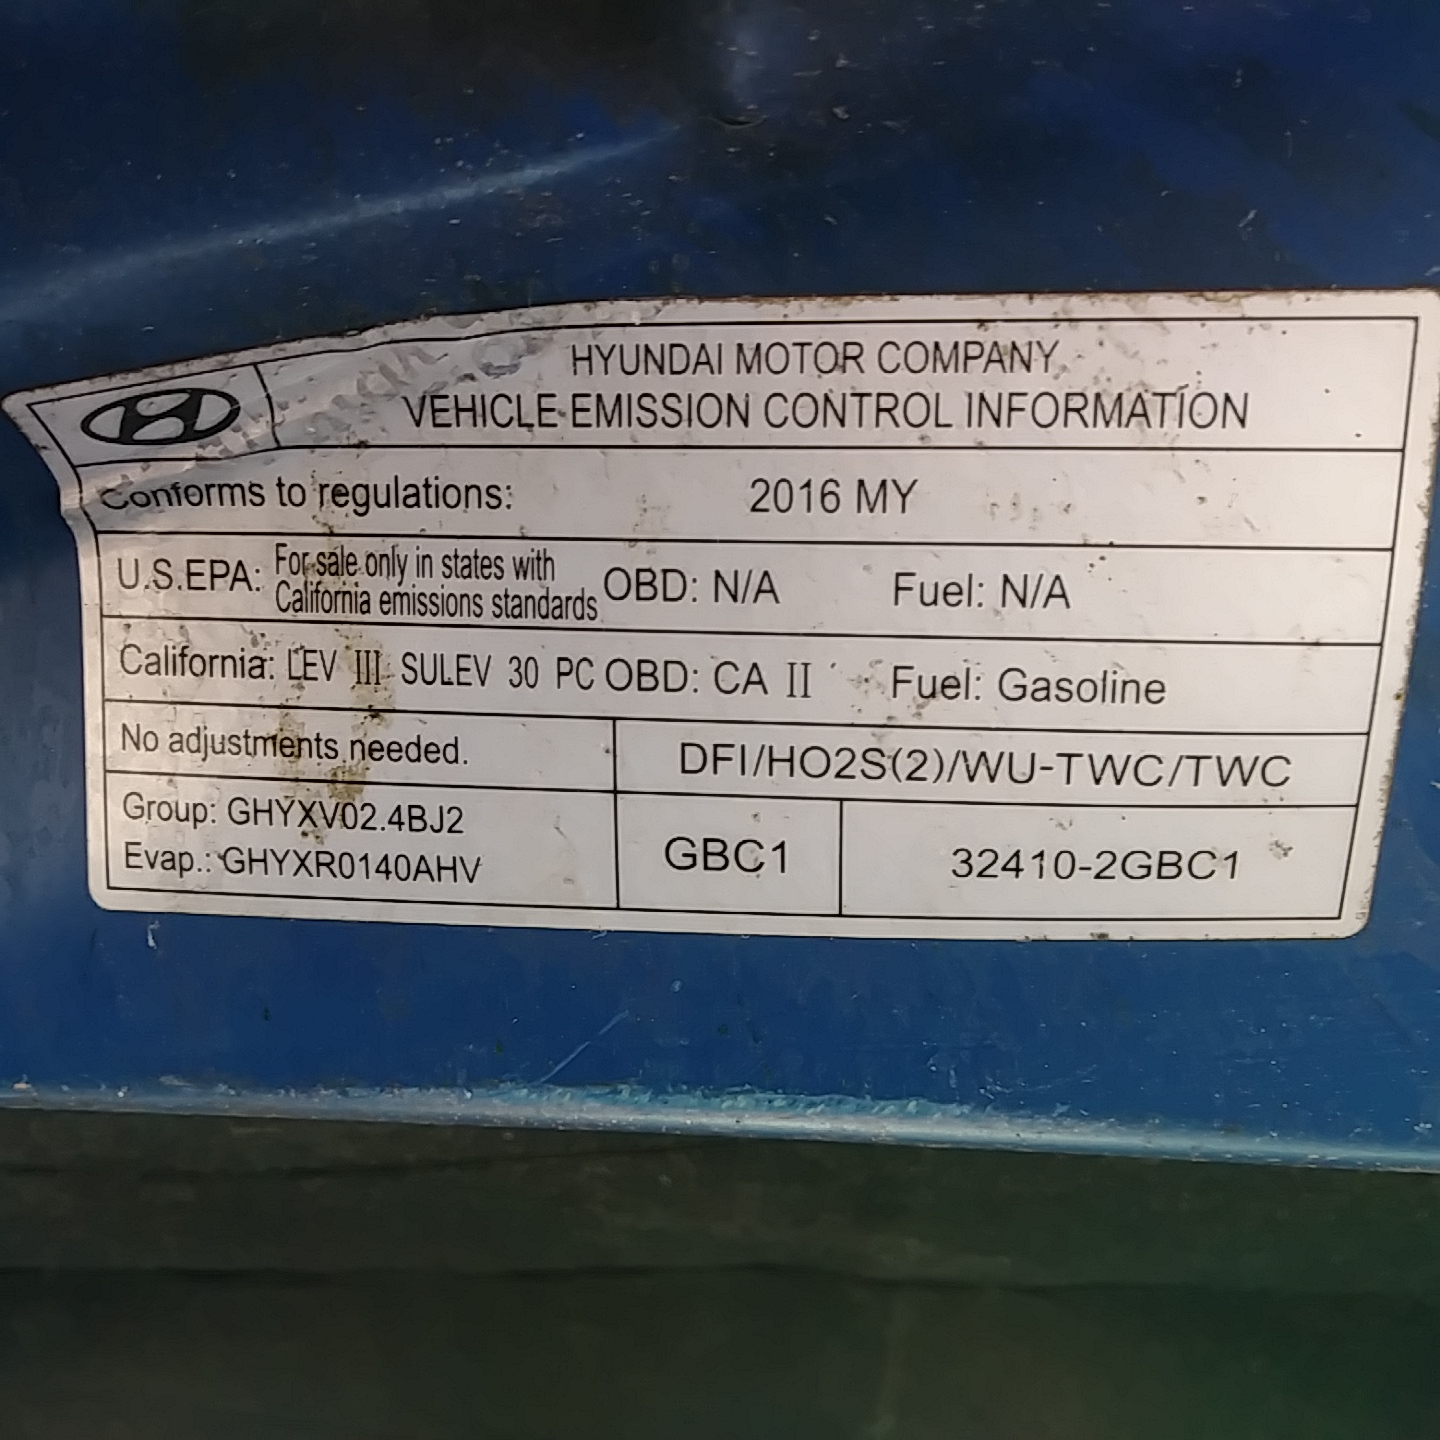 HYUNDAI MOTOR COMPANY
VEHICLE EMISSION CONTROL INFORMATION
Conforms to regulations: 2016 MY
U.S.EPA: For sale only in states with California emissions standards OBD: N/A Fuel: N/A
California: LEV III SULEV 30 PC OBD: CA II Fuel: Gasoline
No adjustments needed. DFI/HO2S(2)/WU-TWC/TWC
Group: GHYXV02.4BJ2
Evap.: GHYXR0140AHV
GBC1 32410-2GBC1